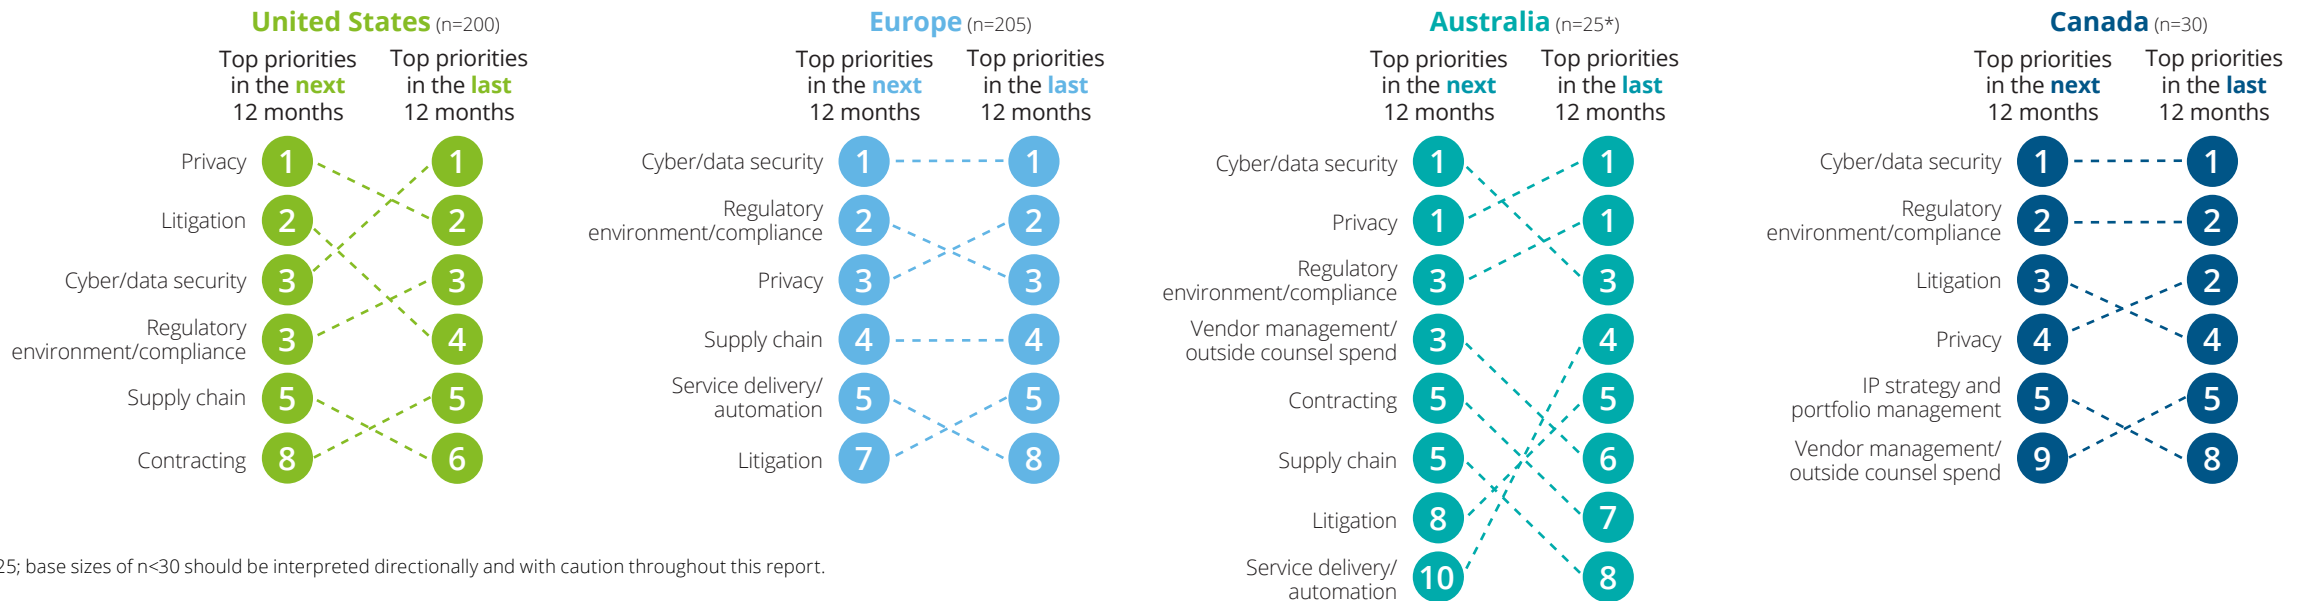 United States (n=200)
Top priorities
in the next
12 months
Top priorities
in the last
12 months
Privacy 1 1
Litigation 2 2
Cyber/data security 3 3
Regulatory
environment/compliance 3 4
Supply chain 5 5
Contracting 8 6
Europe (n=205)
Top priorities
in the next
12 months
Top priorities
in the last
12 months
Cyber/data security 1 1
Regulatory
environment/compliance 2 2
Privacy 3 3
Supply chain 4 4
Service delivery/
automation 5 5
Litigation 7 8
Australia (n=25*)
Top priorities
in the next
12 months
Top priorities
in the last
12 months
Cyber/data security 1 1
Privacy 1 1
Regulatory
environment/compliance 3 3
Vendor management/
outside counsel spend 3 4
Contracting 5 5
Supply chain 5 6
Litigation 8 7
Service delivery/
automation 10 8
Canada (n=30)
Top priorities
in the next
12 months
Top priorities
in the last
12 months
Cyber/data security 1 1
Regulatory
environment/compliance 2 2
Litigation 3 2
Privacy 4 4
IP strategy and
portfolio management 5 5
Vendor management/
outside counsel spend 9 8
25; base sizes of n<30 should be interpreted directionally and with caution throughout this report.